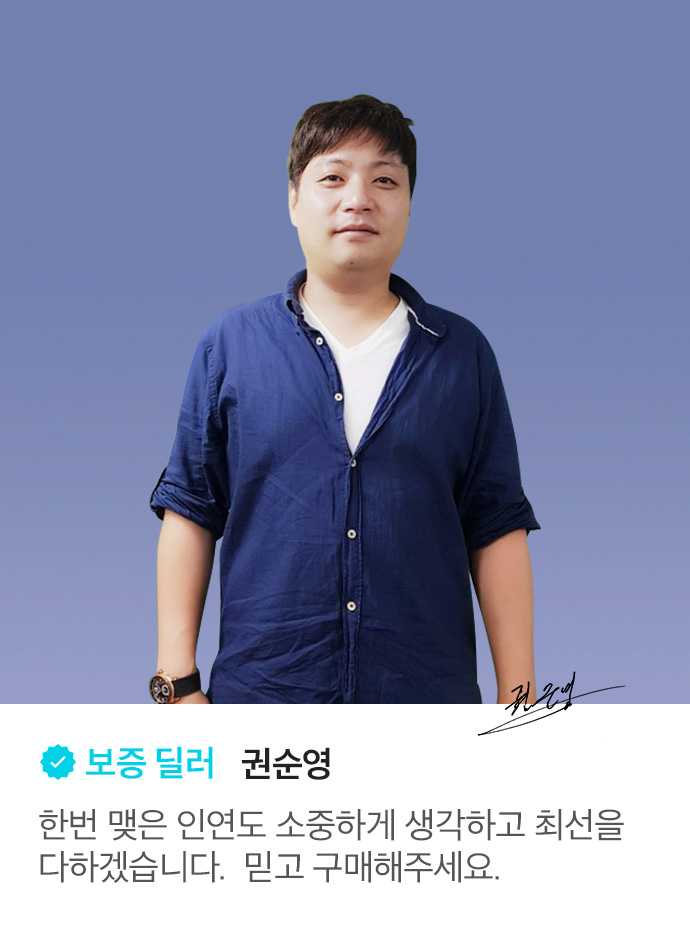 권순영
보증 딜러 권순영
한번 맺은 인연도 소중하게 생각하고 최선을
다하겠습니다. 믿고 구매해주세요.